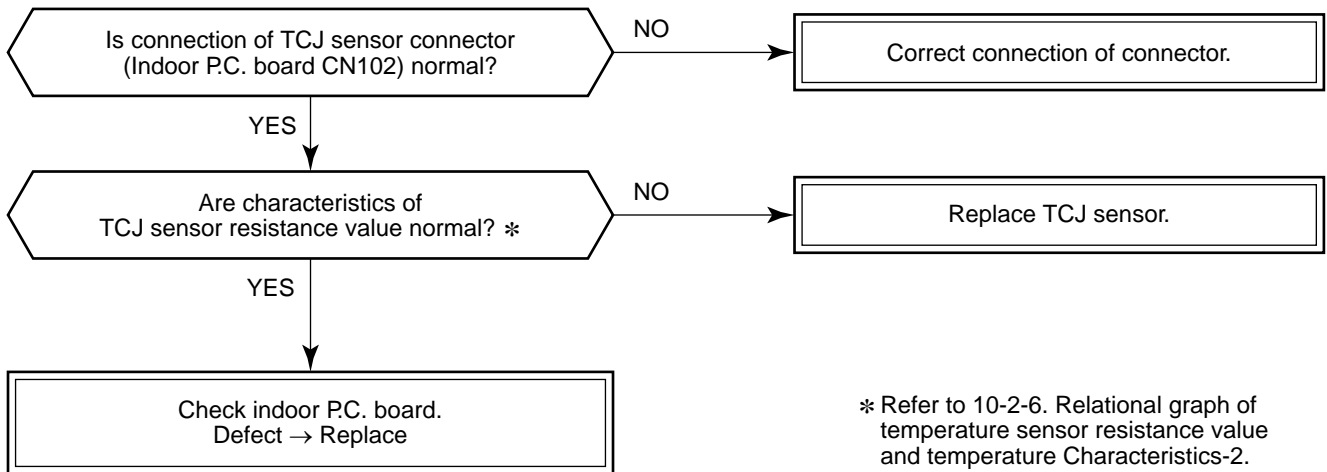 Is connection of TCJ sensor connector
(Indoor P.C. board CN102) normal?
NO
Correct connection of connector.
YES
Are characteristics of
TCJ sensor resistance value normal? *
NO
Replace TCJ sensor.
YES
Check indoor P.C. board.
Defect → Replace
* Refer to 10-2-6. Relational graph of
temperature sensor resistance value
and temperature Characteristics-2.